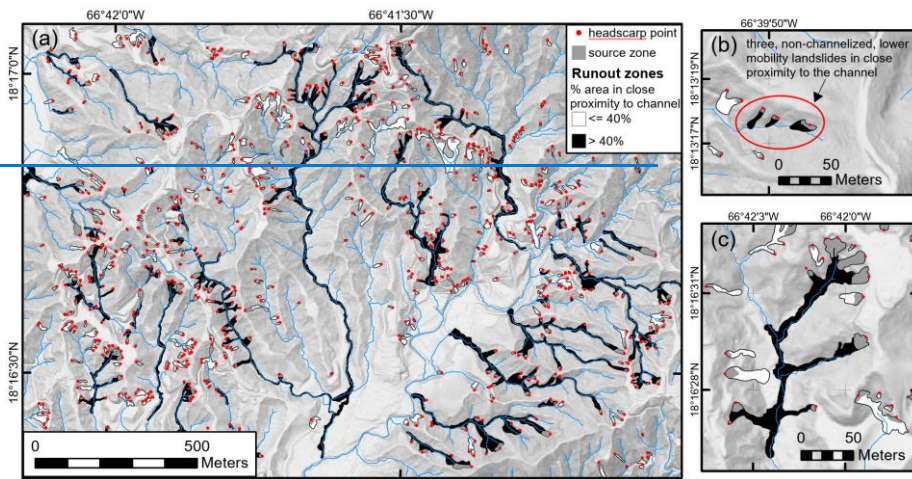 66°42'0"W
66°41'30"W
(a)
18°17'0"N
18°16'30"N
headscarp point
source zone
Runout zones
% area in close
proximity to channel
<= 40%
> 40%
0 500
Meters
66°39'50"W
(b)
three, non-channelized, lower
mobility landslides in close
proximity to the channel
18°13'19"N
18°13'17"N
0 50
Meters
66°42'3"W
66°42'0"W
(c)
18°16'31"N
18°16'28"N
0 50
Meters